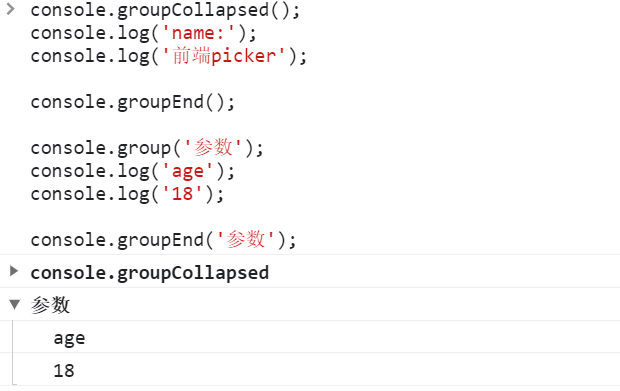 console.groupCollapsed();
console.log('name:');
console.log('前端picker');
console.groupEnd();
console.group('参数');
console.log('age');
console.log('18');
console.groupEnd('参数');
console.groupCollapsed
参数
age
18